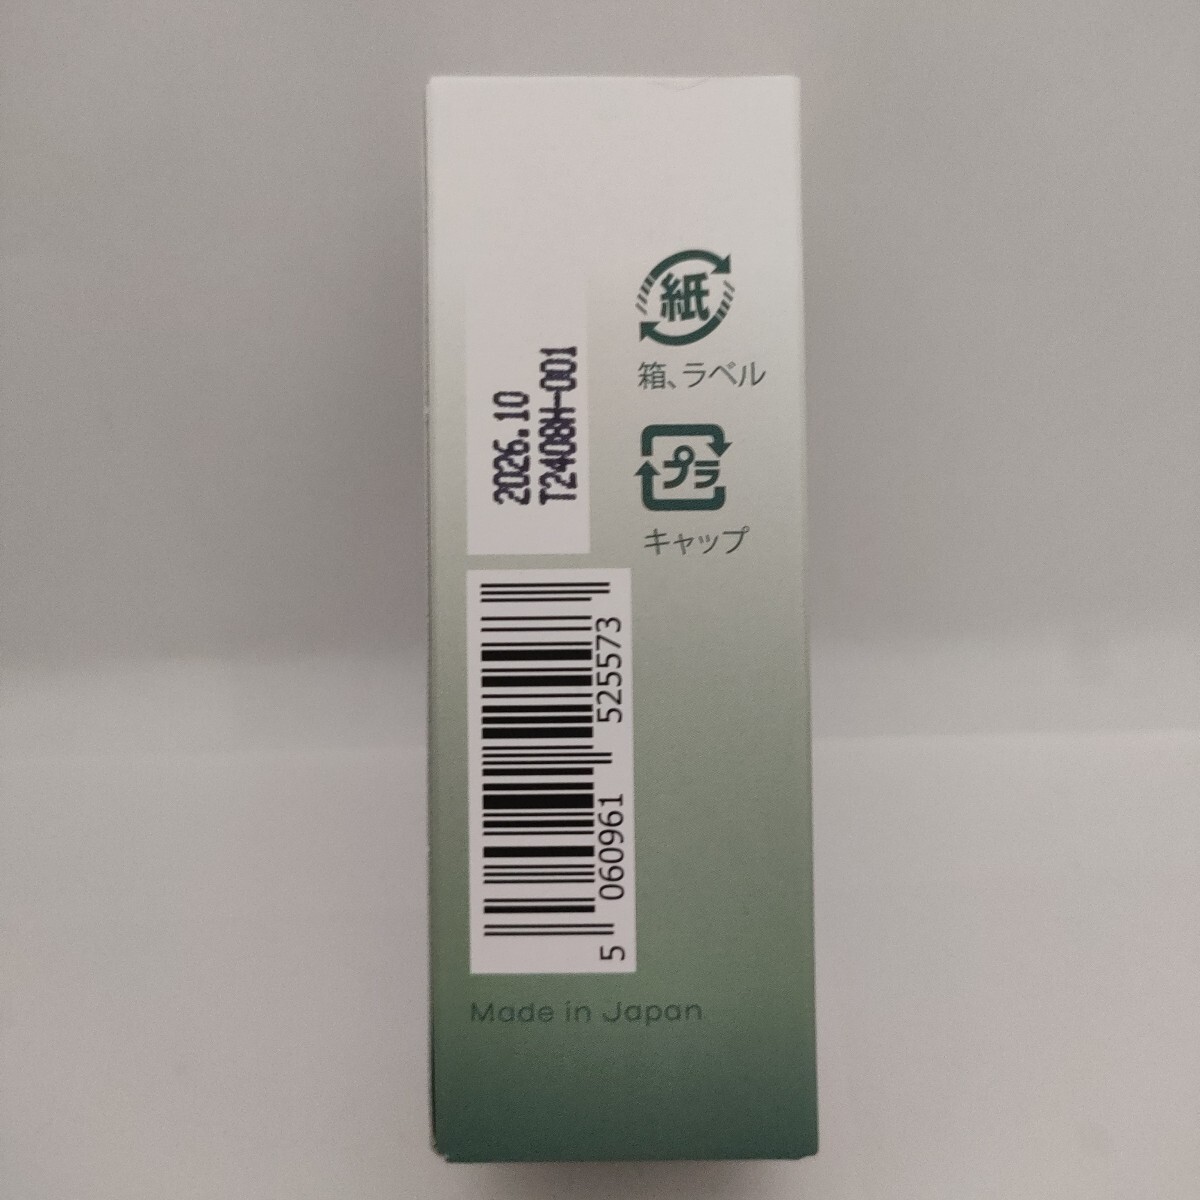 紙
箱、ラベル
プラ
キャップ
2026.10
T2408H-001
5 060961 525573
Made in Japan